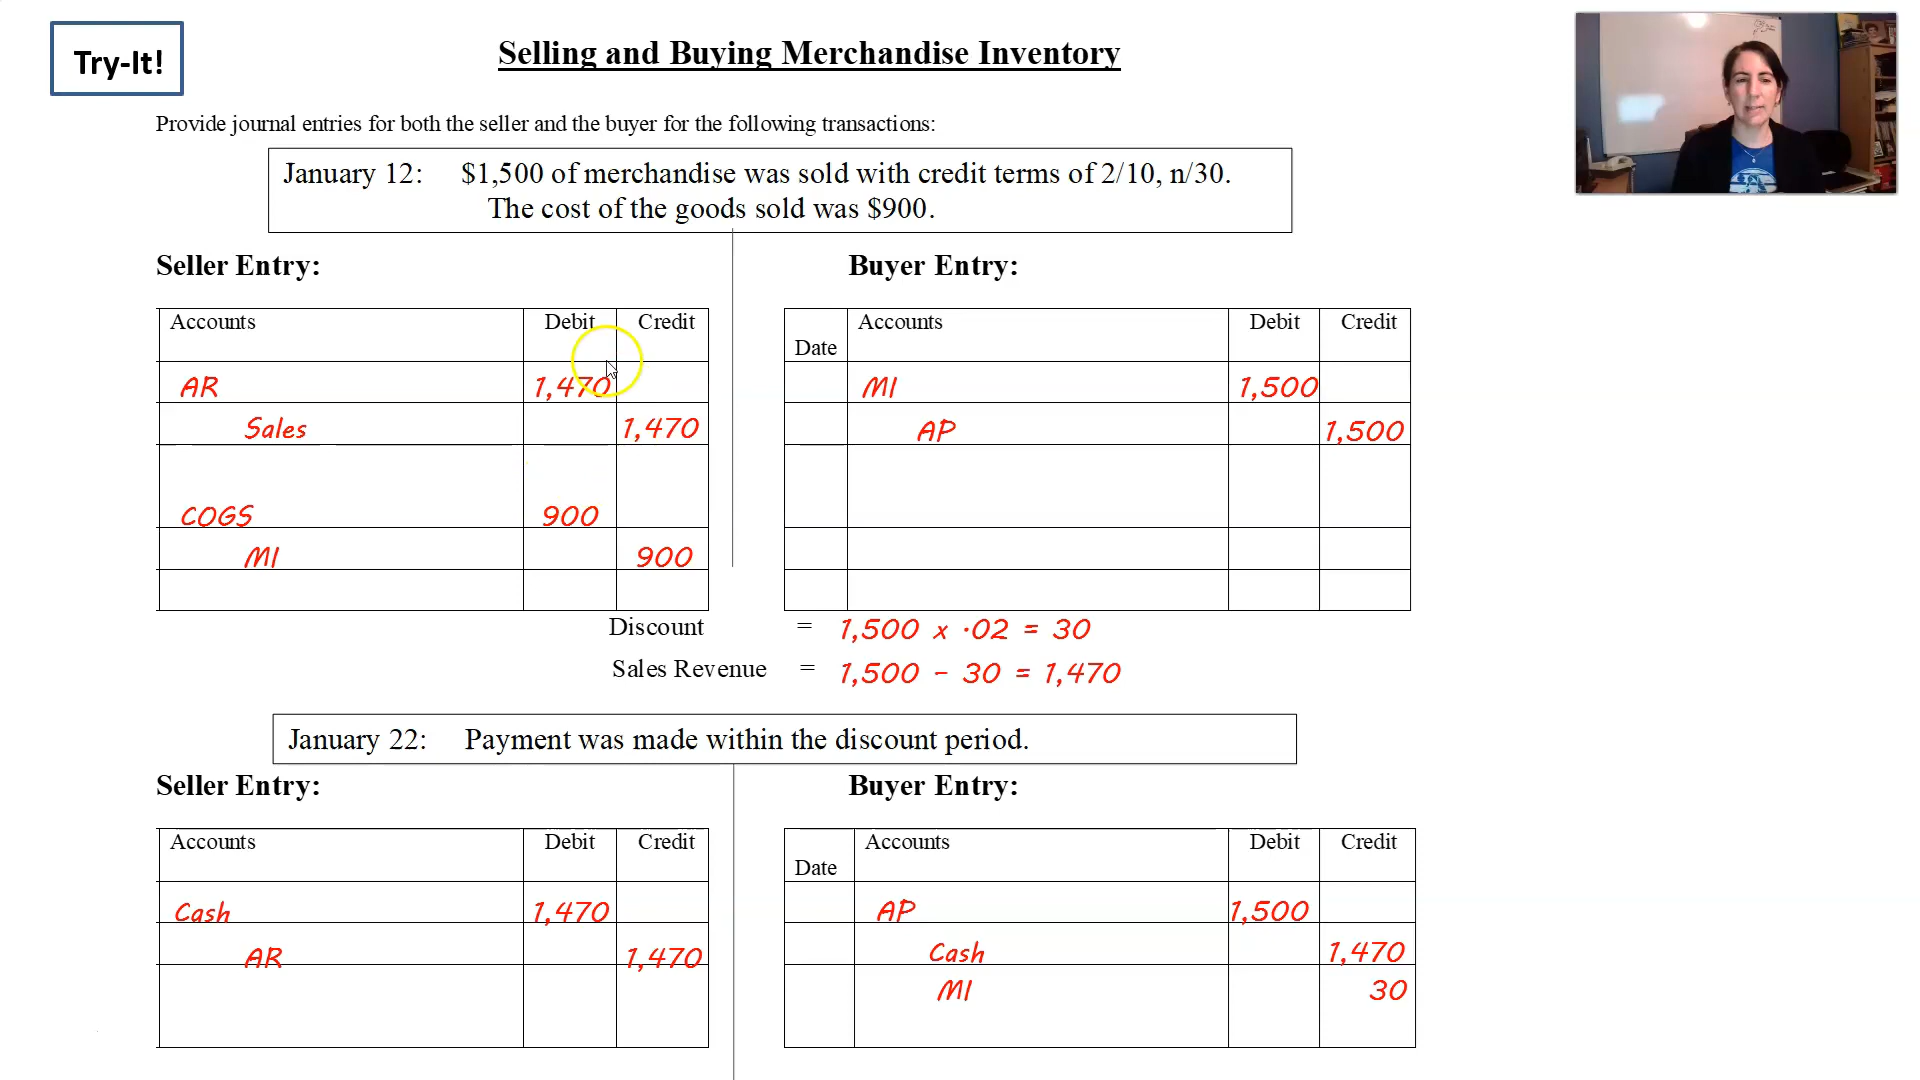 Try-It!
Selling and Buying Merchandise Inventory
Provide journal entries for both the seller and the buyer for the following transactions:
January 12: $1,500 of merchandise was sold with credit terms of 2/10, n/30.
The cost of the goods sold was $900.
Seller Entry:
Accounts Debit Credit
AR 1,470
Sales 1,470
COGS 900
MI 900
Buyer Entry:
Date Accounts Debit Credit
MI 1,500
AP 1,500
Discount = 1,500 x .02 = 30
Sales Revenue = 1,500 - 30 = 1,470
January 22: Payment was made within the discount period.
Seller Entry:
Accounts Debit Credit
Cash 1,470
AR 1,470
Buyer Entry:
Date Accounts Debit Credit
AP 1,500
Cash 1,470
MI 30